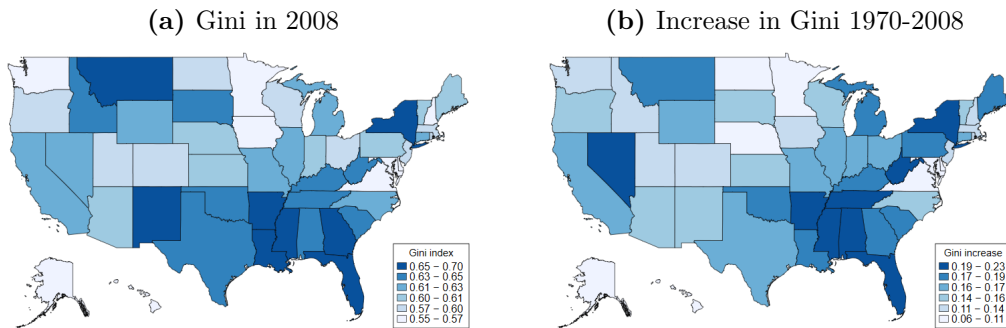 (a) Gini in 2008
(b) Increase in Gini 1970-2008
Gini index
0.65 – 0.70
0.63 – 0.65
0.61 – 0.63
0.60 – 0.61
0.57 – 0.60
0.55 – 0.57
Gini increase
0.19 – 0.23
0.17 – 0.19
0.16 – 0.17
0.14 – 0.16
0.11 – 0.14
0.06 – 0.11